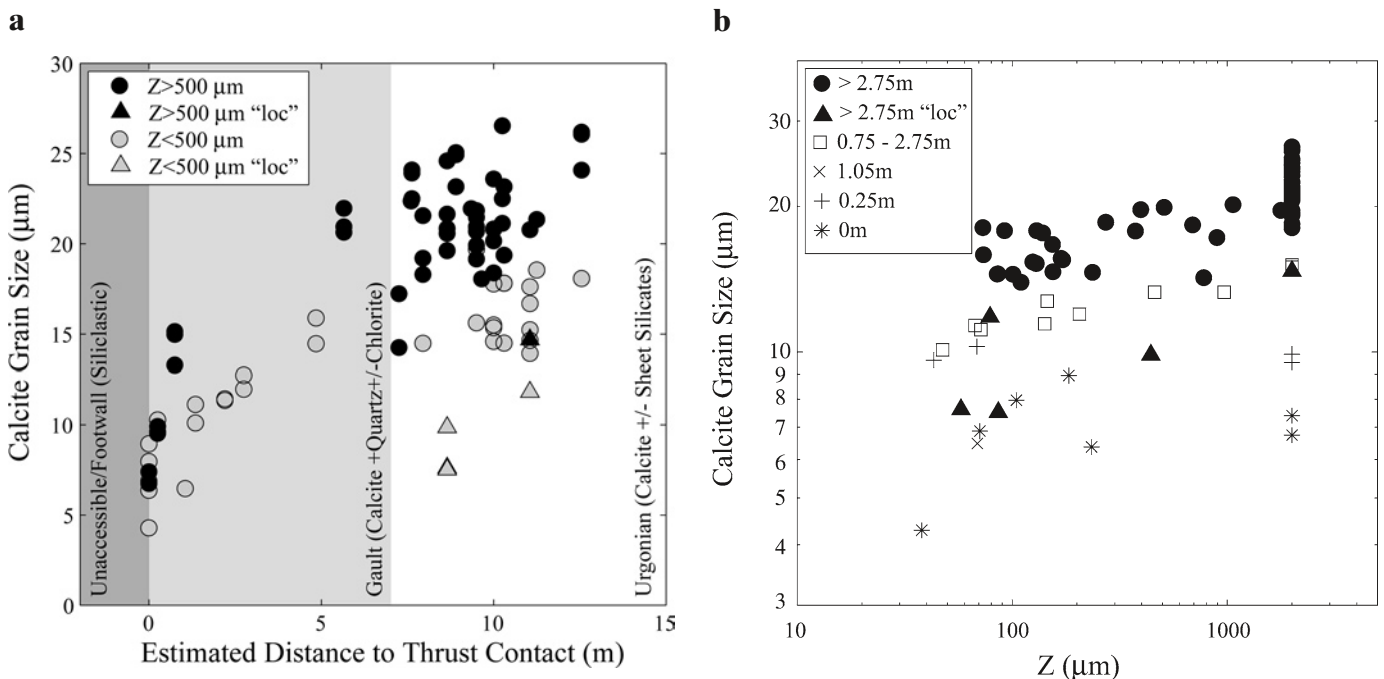 a
30
25
20
15
10
5
0
Calcite Grain Size (μm)
Z>500 μm
Z>500 μm “loc”
Z<500 μm
Z<500 μm “loc”
Unaccessible/Footwall (Siliclastic)
Gault (Calcite +Quartz+/-Chlorite)
Urgonian (Calcite +/- Sheet Silicates)
0 5 10 15
Estimated Distance to Thrust Contact (m)
b
30
20
10
9
8
7
6
5
4
3
Calcite Grain Size (μm)
> 2.75m
> 2.75m “loc”
0.75 - 2.75m
1.05m
0.25m
0m
10 100 1000
Z (μm)